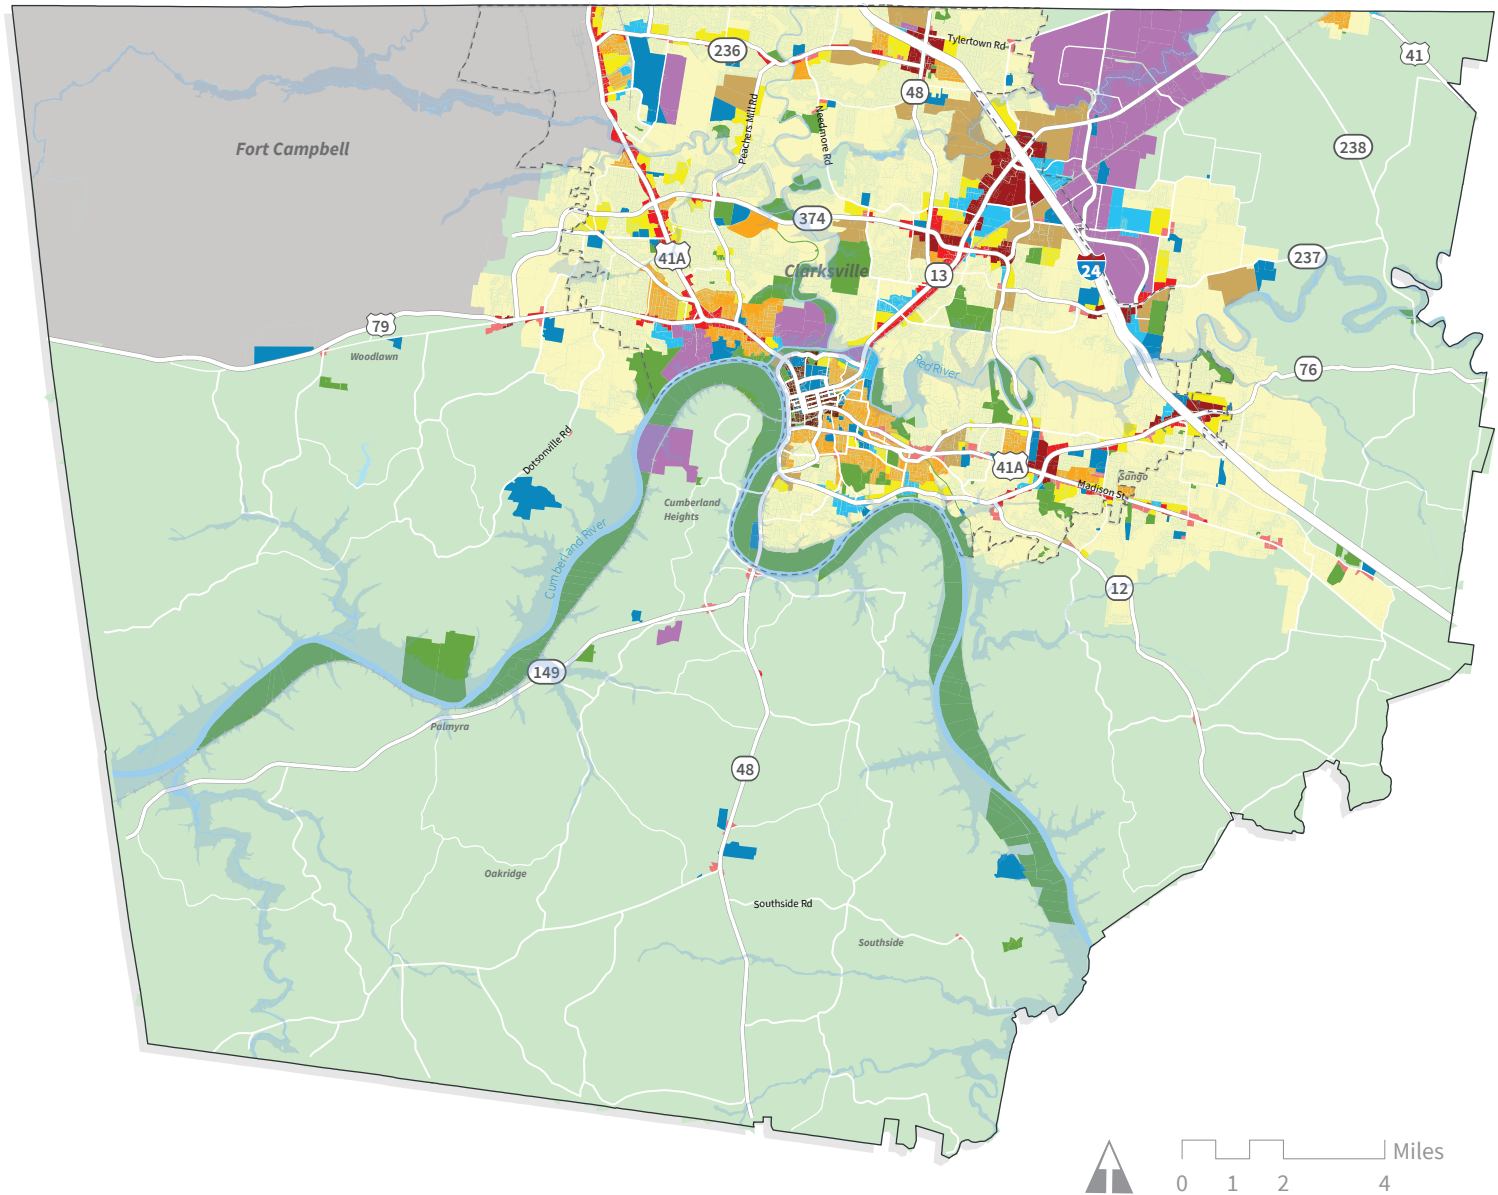 236
Tylertown Rd
41
48
Peachers Mill Rd
Needmore Rd
Fort Campbell
238
374
41A
Clarksville
13
24
237
79
Woodlawn
Red River
76
Dotsonville Rd
41A
Sango
Madison St
Cumberland
Heights
Cumberland River
12
149
Palmyra
48
Oakridge
Southside Rd
Southside
Miles
0 1 2 4